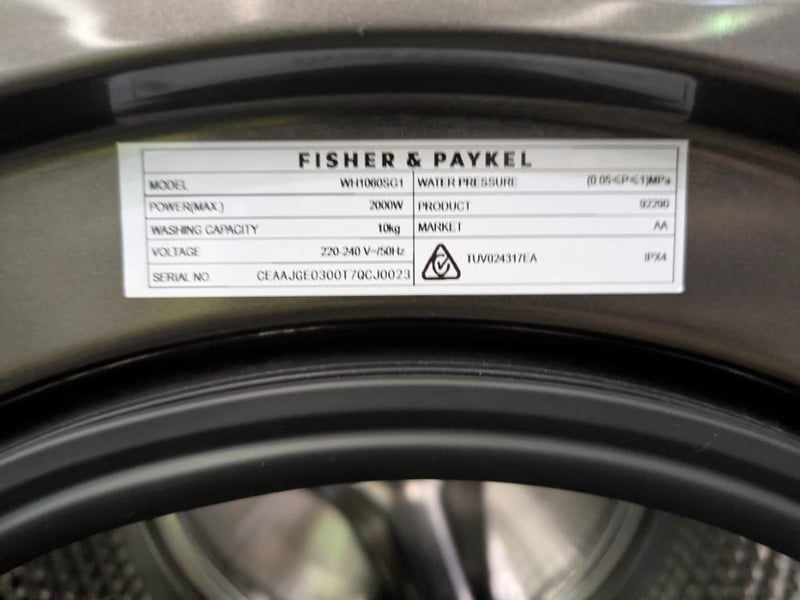 FISHER & PAYKEL
MODEL WH1060SG1 WATER PRESSURE (0.05≤P≤1)MPa
POWER(MAX.) 2000W PRODUCT 92290
WASHING CAPACITY 10kg MARKET AA
VOLTAGE 220-240 V~/50Hz TUV024317EA IPX4
SERIAL NO. CEAAJGE0300T7QCJ0023